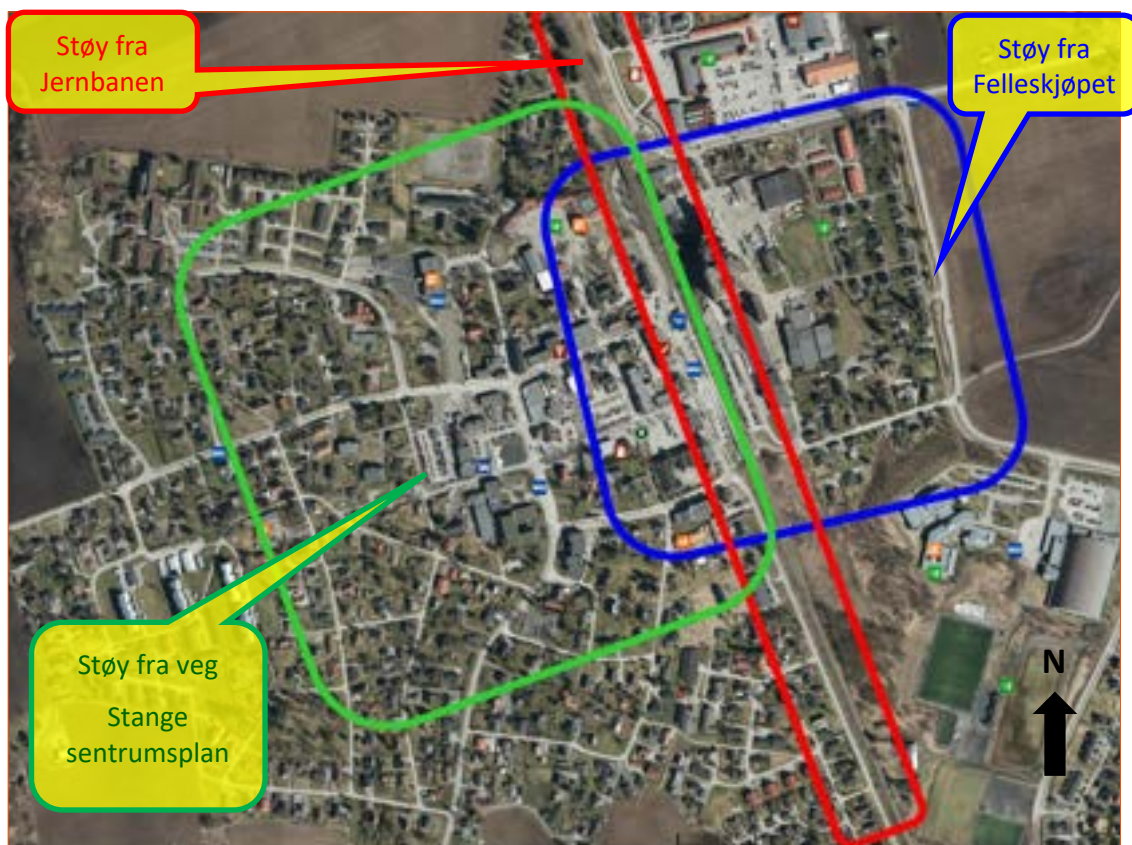 Støy fra
Jernbanen
Støy fra
Felleskjøpet
Støy fra veg
Stange
sentrumsplan
N